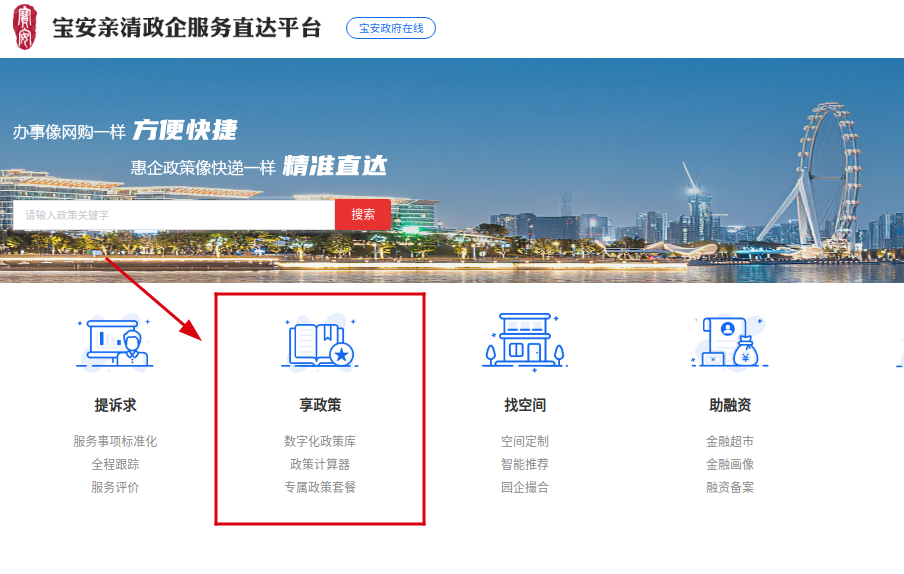 寶安
宝安亲清政企服务直达平台
宝安政府在线
办事像网购一样 方便快捷
惠企政策像快递一样 精准直达
请输入政策关键字
搜索
提诉求
服务事项标准化
全程跟踪
服务评价
享政策
数字化政策库
政策计算器
专属政策套餐
找空间
空间定制
智能推荐
园企撮合
助融资
金融超市
金融画像
融资备案